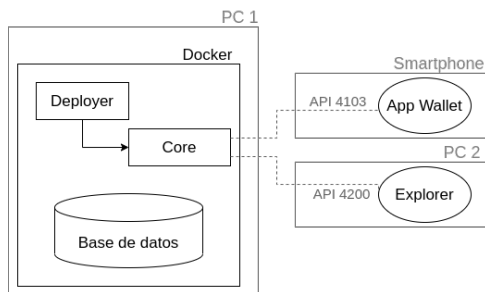 PC 1
Docker
Deployer
Core
Base de datos
Smartphone
API 4103
App Wallet
PC 2
API 4200
Explorer